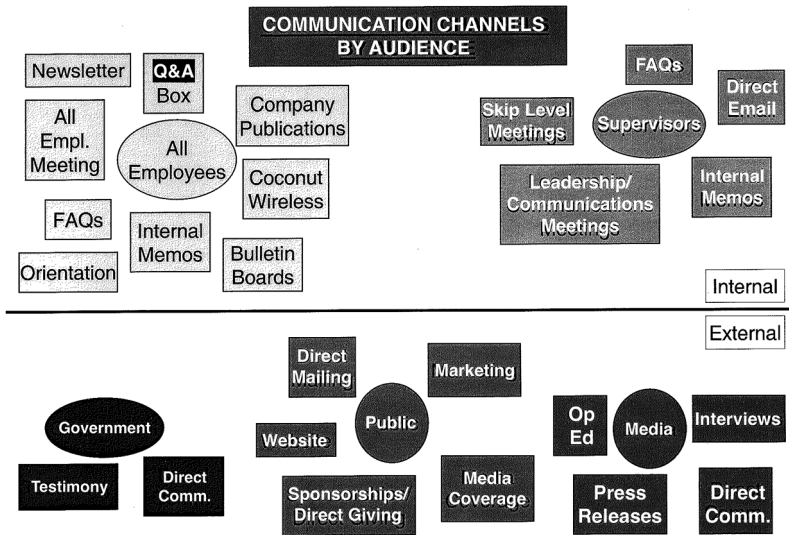 COMMUNICATION CHANNELS
BY AUDIENCE
Newsletter
Q&A
Box
All
Empl.
Meeting
Company
Publications
All
Employees
Coconut
Wireless
FAQs
Internal
Memos
Orientation
Bulletin
Boards
FAQs
Direct
Email
Skip Level
Meetings
Supervisors
Leadership/
Communications
Meetings
Internal
Memos
Internal
External
Government
Testimony
Direct
Comm.
Direct
Mailing
Marketing
Public
Website
Sponsorships/
Direct Giving
Media
Coverage
Op
Ed
Media
Interviews
Press
Releases
Direct
Comm.